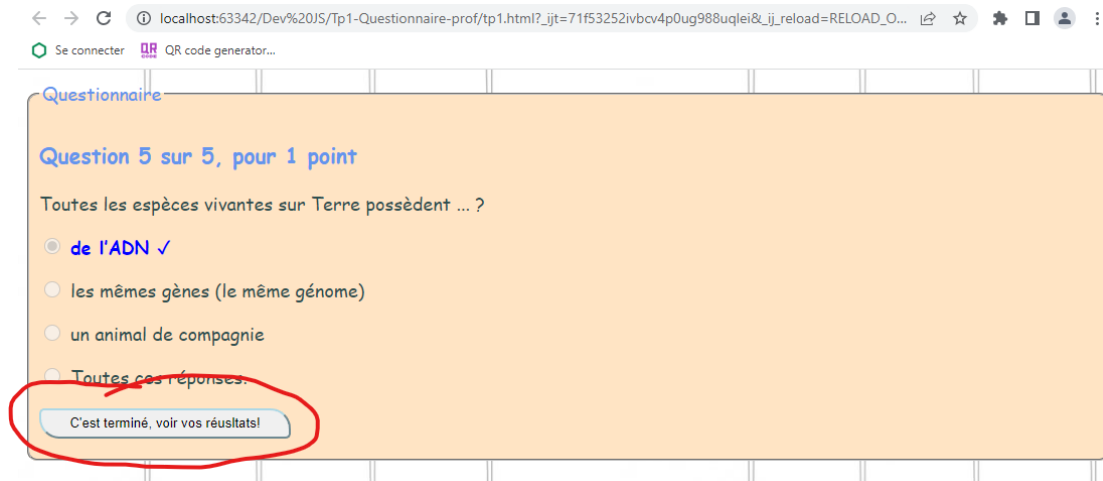 localhost:63342/Dev%20JS/Tp1-Questionnaire-prof/tp1.html?_ijt=71f53252ivbcv4p0ug988uqlei&_ij_reload=RELOAD_O...
Se connecter QR CODE QR code generator...
Questionnaire
Question 5 sur 5, pour 1 point
Toutes les espèces vivantes sur Terre possèdent ... ?
de l'ADN ✓
les mêmes gènes (le même génome)
un animal de compagnie
Toutes ces réponses.
C'est terminé, voir vos réusltats!